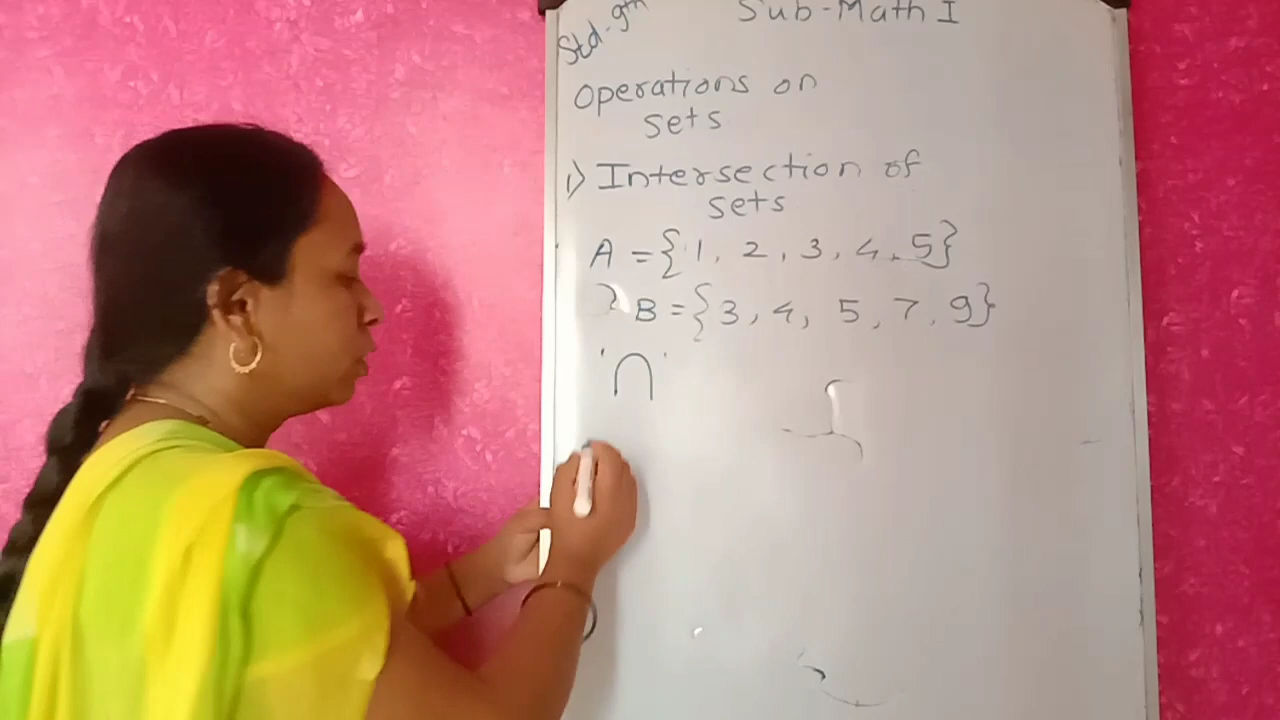 Std-9th
Sub-Math I
Operations on
sets
1) Intersection of
sets
A = {1, 2, 3, 4, 5}
B = {3, 4, 5, 7, 9}
'∩'